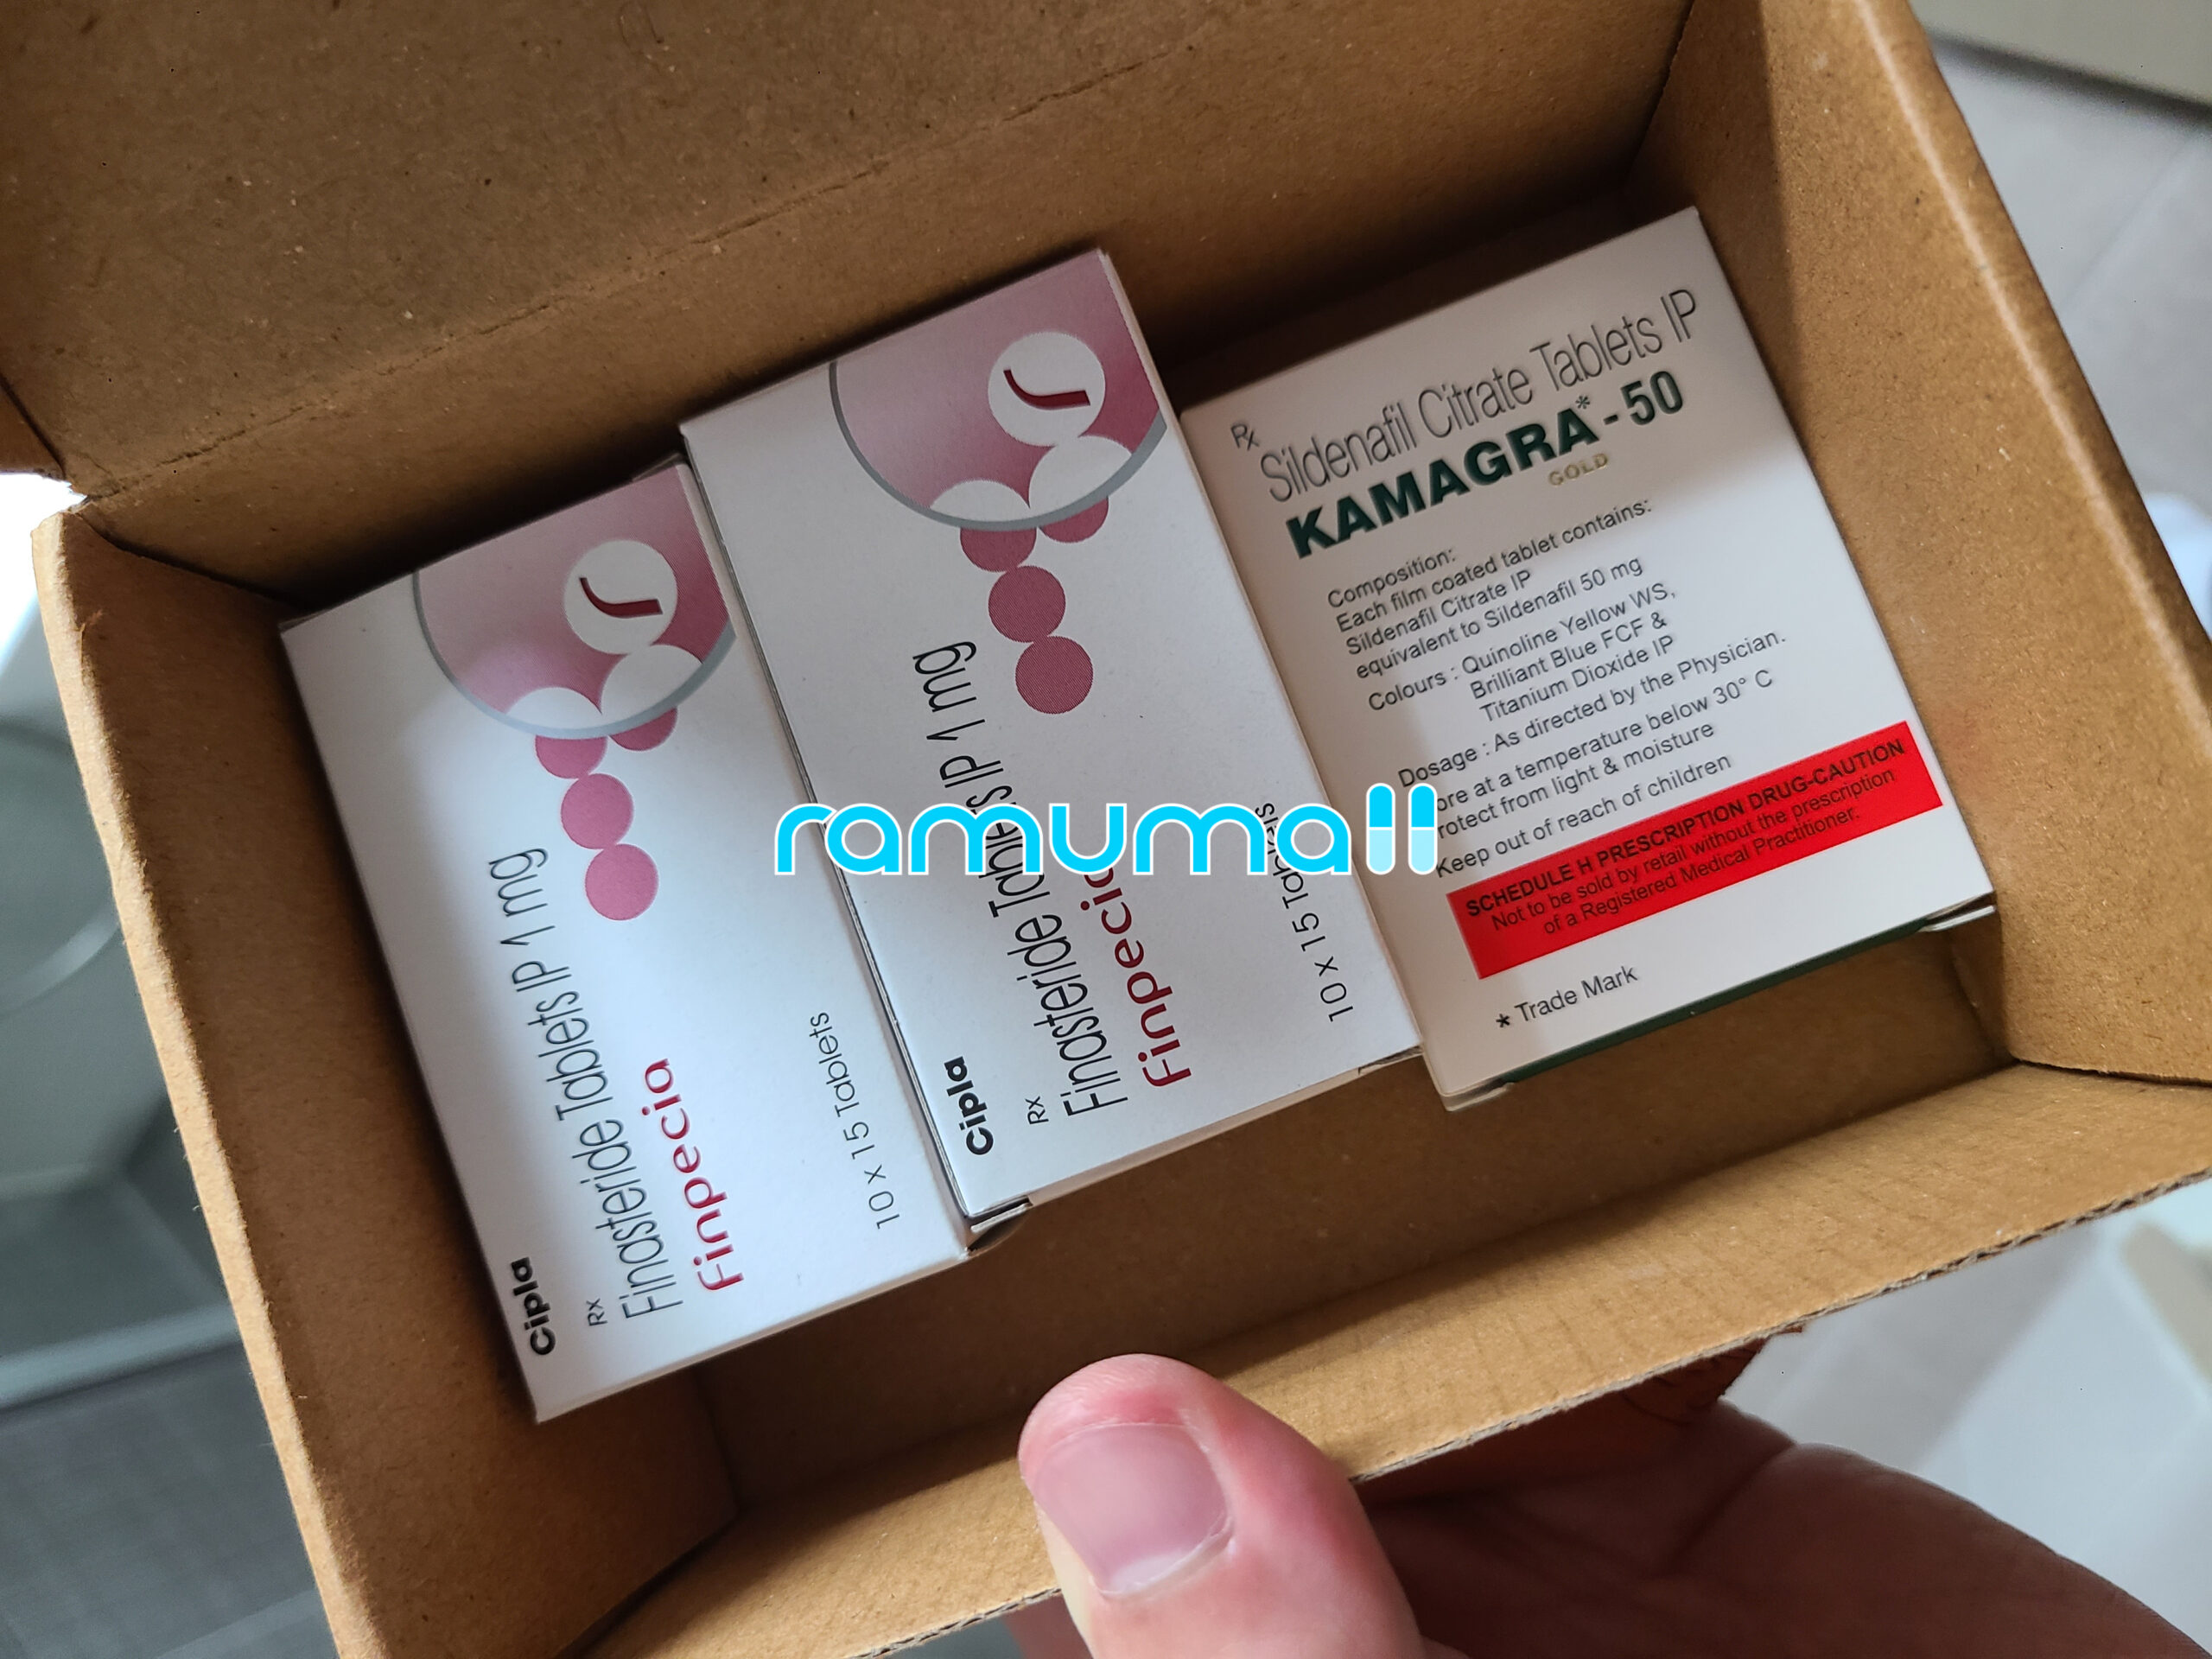 Cipla
Rx
Finasteride Tablets IP 1 mg
Finpecia
10 x 15 Tablets
Cipla
Rx
Finasteride Tablets IP 1 mg
Finpecia
10 x 15 Tablets
Rx
Sildenafil Citrate Tablets IP
KAMAGRA*-50
GOLD
Composition:
Each film coated tablet contains:
Sildenafil Citrate IP
equivalent to Sildenafil 50 mg
Colours : Quinoline Yellow WS,
Brilliant Blue FCF &
Titanium Dioxide IP
Dosage : As directed by the Physician.
ore at a temperature below 30° C
rotect from light & moisture
Keep out of reach of children
SCHEDULE H PRESCRIPTION DRUG-CAUTION
Not to be sold by retail without the prescription
of a Registered Medical Practitioner.
* Trade Mark
ramumall